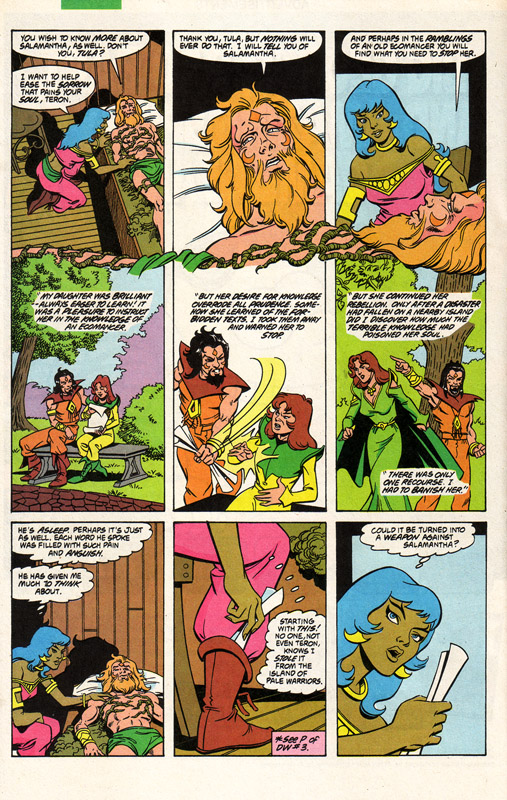 YOU WISH TO KNOW MORE ABOUT
SALAMANTHA, AS WELL. DON'T
YOU, TULA?
I WANT TO HELP
EASE THE SORROW
THAT PAINS YOUR
SOUL, TERON.
THANK YOU, TULA, BUT NOTHING WILL
EVER DO THAT. I WILL TELL YOU OF
SALAMANTHA.
AND PERHAPS IN THE RAMBLINGS
OF AN OLD ECOMANCER YOU WILL
FIND WHAT YOU NEED TO STOP HER.
"MY DAUGHTER WAS BRILLIANT
-ALWAYS EAGER TO LEARN! IT
WAS A PLEASURE TO INSTRUCT
HER IN THE KNOWLEDGE OF
AN ECOMANCER.
"BUT HER DESIRE FOR KNOWLEDGE
OVERRODE ALL PRUDENCE. SOME-
HOW SHE LEARNED OF THE FOR-
BIDDEN TEXTS. I TOOK THEM AWAY
AND WARNED HER TO
STOP.
"BUT SHE CONTINUED HER
REBELLION. ONLY AFTER A DISASTER
HAD FALLEN ON A NEARBY ISLAND
DID I DISCOVER HOW MUCH THE
TERRIBLE KNOWLEDGE HAD
POISONED HER SOUL.
"THERE WAS ONLY
ONE RECOURSE. I
HAD TO BANISH HER."
HE'S ASLEEP. PERHAPS IT'S JUST
AS WELL. EACH WORD HE SPOKE
WAS FILLED WITH SUCH PAIN
AND ANGUISH.
HE HAS GIVEN ME
MUCH TO THINK
ABOUT.
STARTING
WITH THIS!
NO ONE, NOT
EVEN TERON,
KNOWS I
STOLE IT
FROM THE
ISLAND OF
PALE WARRIORS.
*SEE P OF
DW #3.
COULD IT BE TURNED INTO
A WEAPON AGAINST
SALAMANTHA?